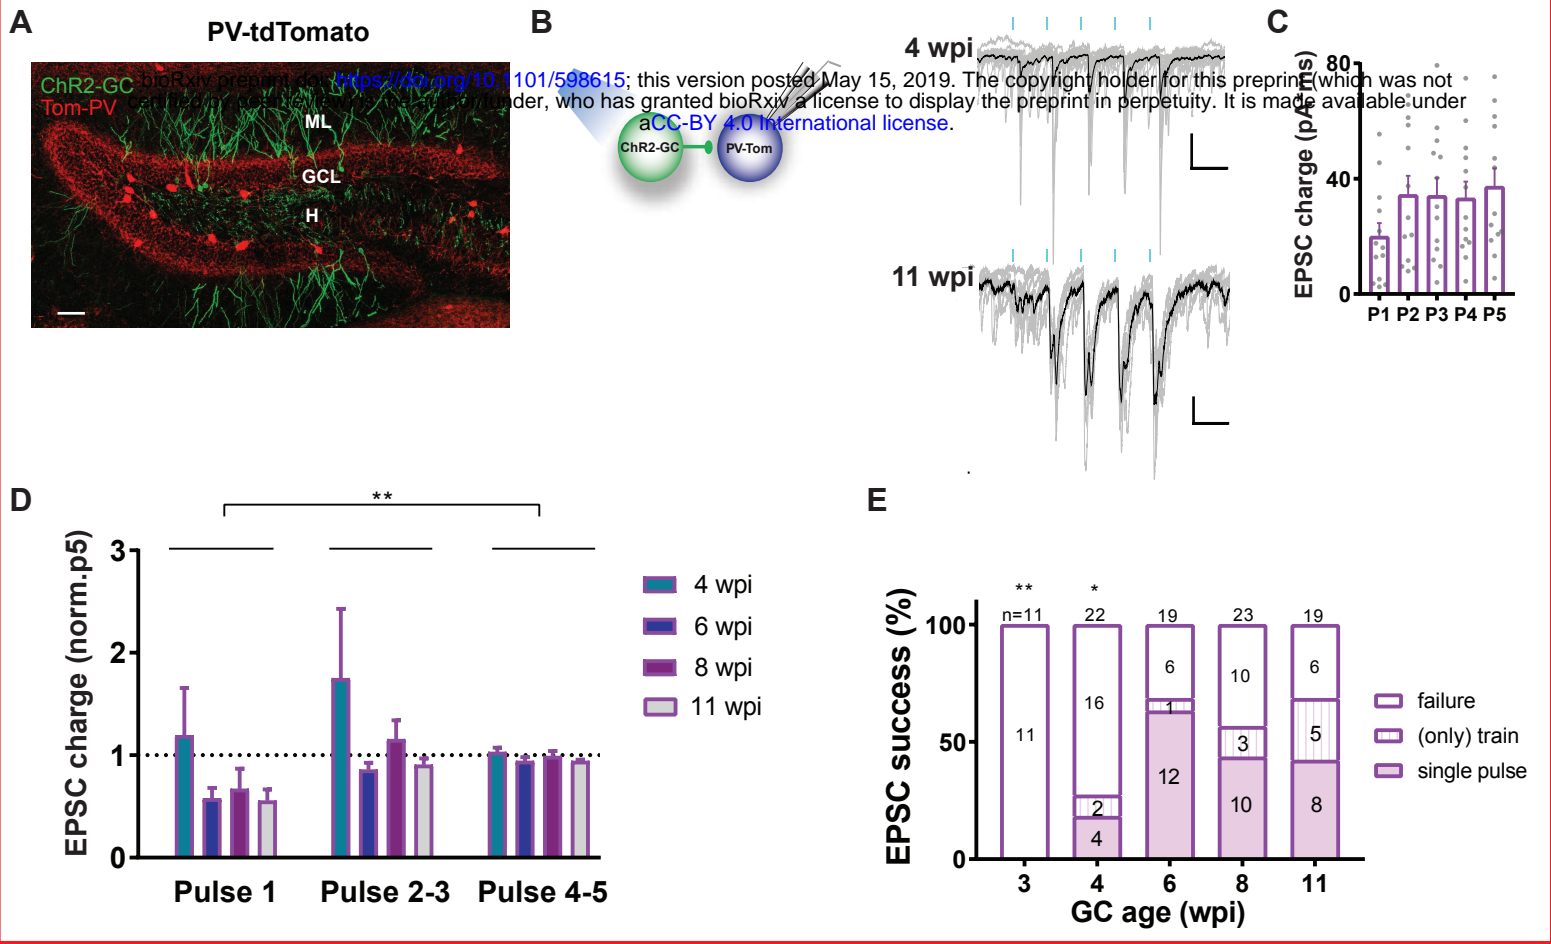 A
PV-tdTomato
ChR2-GC
Tom-PV
ML
GCL
H
bioRxiv preprint doi: https://doi.org/10.1101/598615; this version posted May 15, 2019. The copyright holder for this preprint (which was not
certified by peer review) is the author/funder, who has granted bioRxiv a license to display the preprint in perpetuity. It is made available under
aCC-BY 4.0 International license.
B
ChR2-GC
PV-Tom
4 wpi
11 wpi
C
EPSC charge (pA.ms)
80
40
0
P1 P2 P3 P4 P5
D
**
EPSC charge (norm.p5)
3
2
1
0
Pulse 1
Pulse 2-3
Pulse 4-5
4 wpi
6 wpi
8 wpi
11 wpi
E
** *
n=11 22 19 23 19
EPSC success (%)
100
50
0
11
16
2
4
6
1
12
10
3
10
6
5
8
3 4 6 8 11
GC age (wpi)
failure
(only) train
single pulse